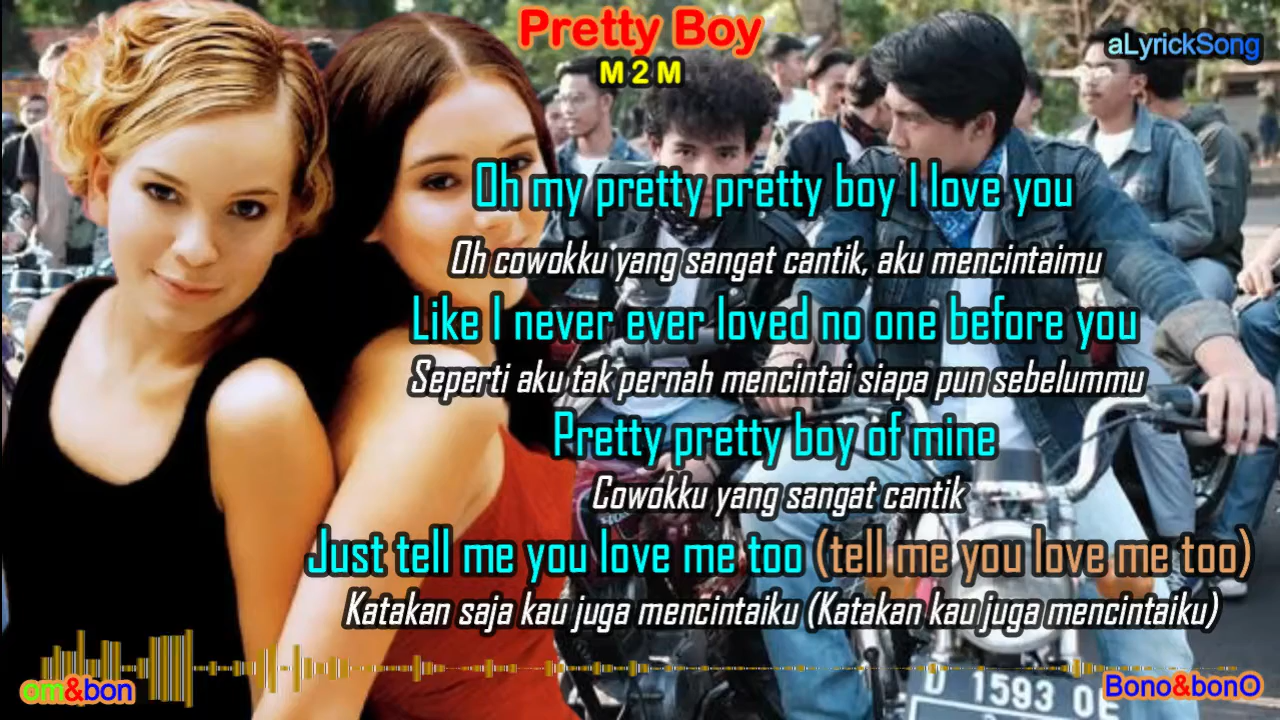 Pretty Boy
M 2 M
aLyrickSong
Oh my pretty pretty boy I love you
Oh cowokku yang sangat cantik, aku mencintaimu
Like I never ever loved no one before you
Seperti aku tak pernah mencintai siapa pun sebelummu
Pretty pretty boy of mine
Cowokku yang sangat cantik
Just tell me you love me too (tell me you love me too)
Katakan saja kau juga mencintaiku (Katakan kau juga mencintaiku)
om&bon
Bono&bonO
D 1593 OE